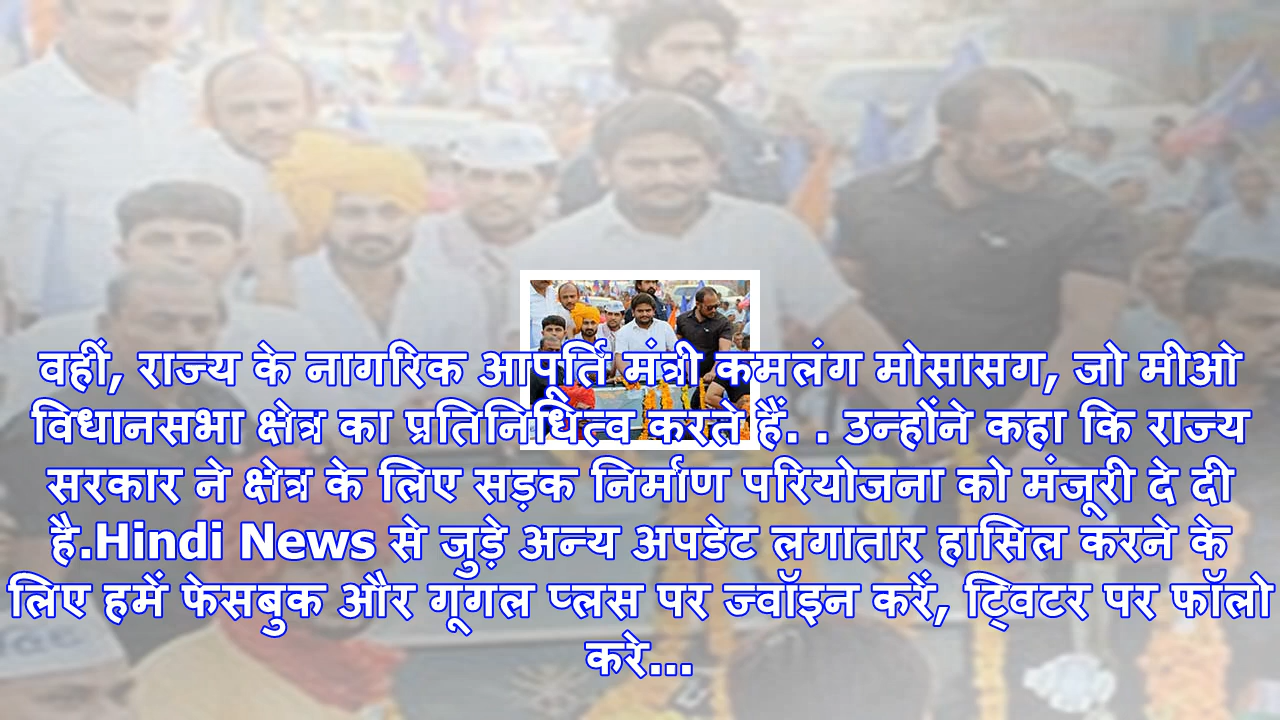 वहीं, राज्य के नागरिक आपूर्ति मंत्री कमलंग मोसासग, जो मीओ
विधानसभा क्षेत्र का प्रतिनिधित्व करते हैं. . उन्होंने कहा कि राज्य
सरकार ने क्षेत्र के लिए सड़क निर्माण परियोजना को मंजूरी दे दी
है.Hindi News से जुड़े अन्य अपडेट लगातार हासिल करने के
लिए हमें फेसबुक और गूगल प्लस पर ज्वॉइन करें, ट्विटर पर फॉलो
करे...